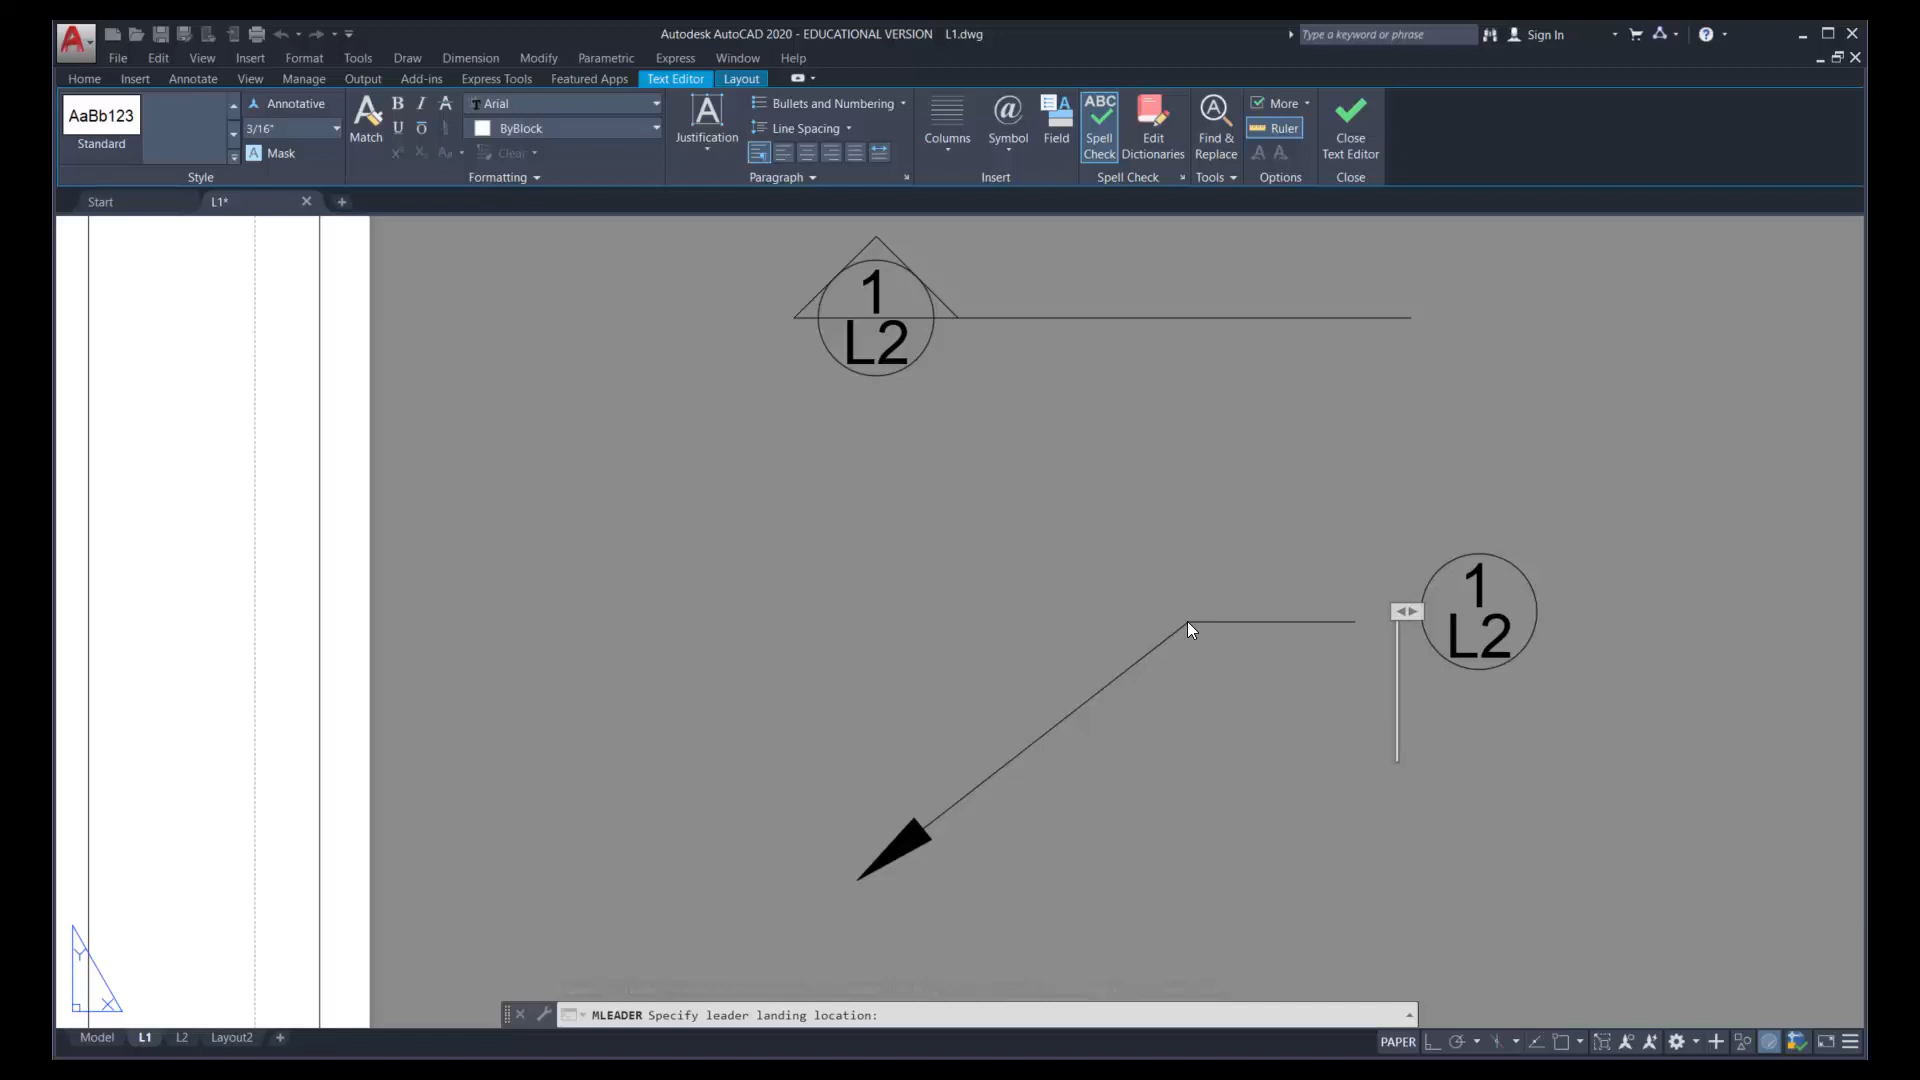 Autodesk AutoCAD 2020 - EDUCATIONAL VERSION L1.dwg
Type a keyword or phrase
Sign In
File Edit View Insert Format Tools Draw Dimension Modify Parametric Express Window Help
Home Insert Annotate View Manage Output Add-ins Express Tools Featured Apps Text Editor Layout
AaBb123
Standard
Annotative
3/16"
Mask
Style
Match
B I A
U O
Arial
ByBlock
Clear
Formatting
Justification
Bullets and Numbering
Line Spacing
Paragraph
Columns
Symbol
Field
Insert
ABC
Spell
Check
Edit
Dictionaries
Spell Check
Find &
Replace
Tools
More
Ruler
Options
Close
Text Editor
Close
Start
L1*
1
L2
1
L2
Y
X
MLEADER Specify leader landing location:
Model L1 L2 Layout2
PAPER